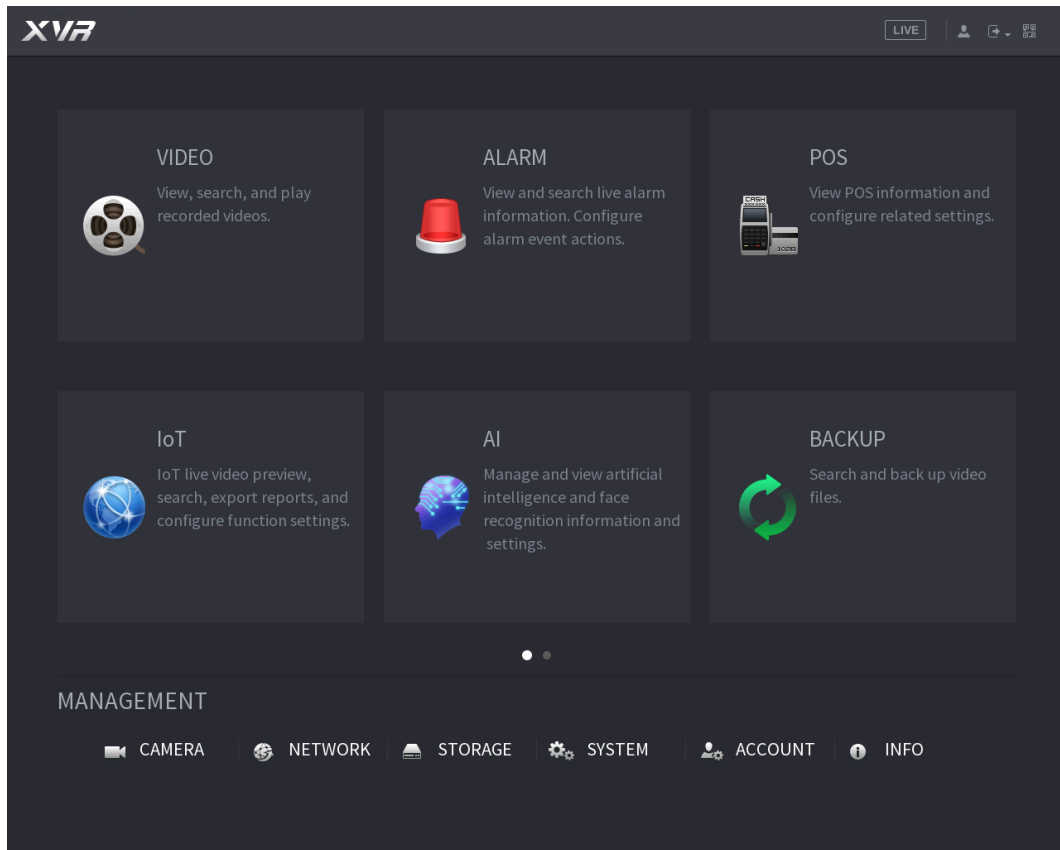 XVR
LIVE
VIDEO
View, search, and play
recorded videos.
ALARM
View and search live alarm
information. Configure
alarm event actions.
POS
View POS information and
configure related settings.
CASH
IoT
IoT live video preview,
search, export reports, and
configure function settings.
AI
Manage and view artificial
intelligence and face
recognition information and
settings.
BACKUP
Search and back up video
files.
MANAGEMENT
CAMERA
NETWORK
STORAGE
SYSTEM
ACCOUNT
INFO